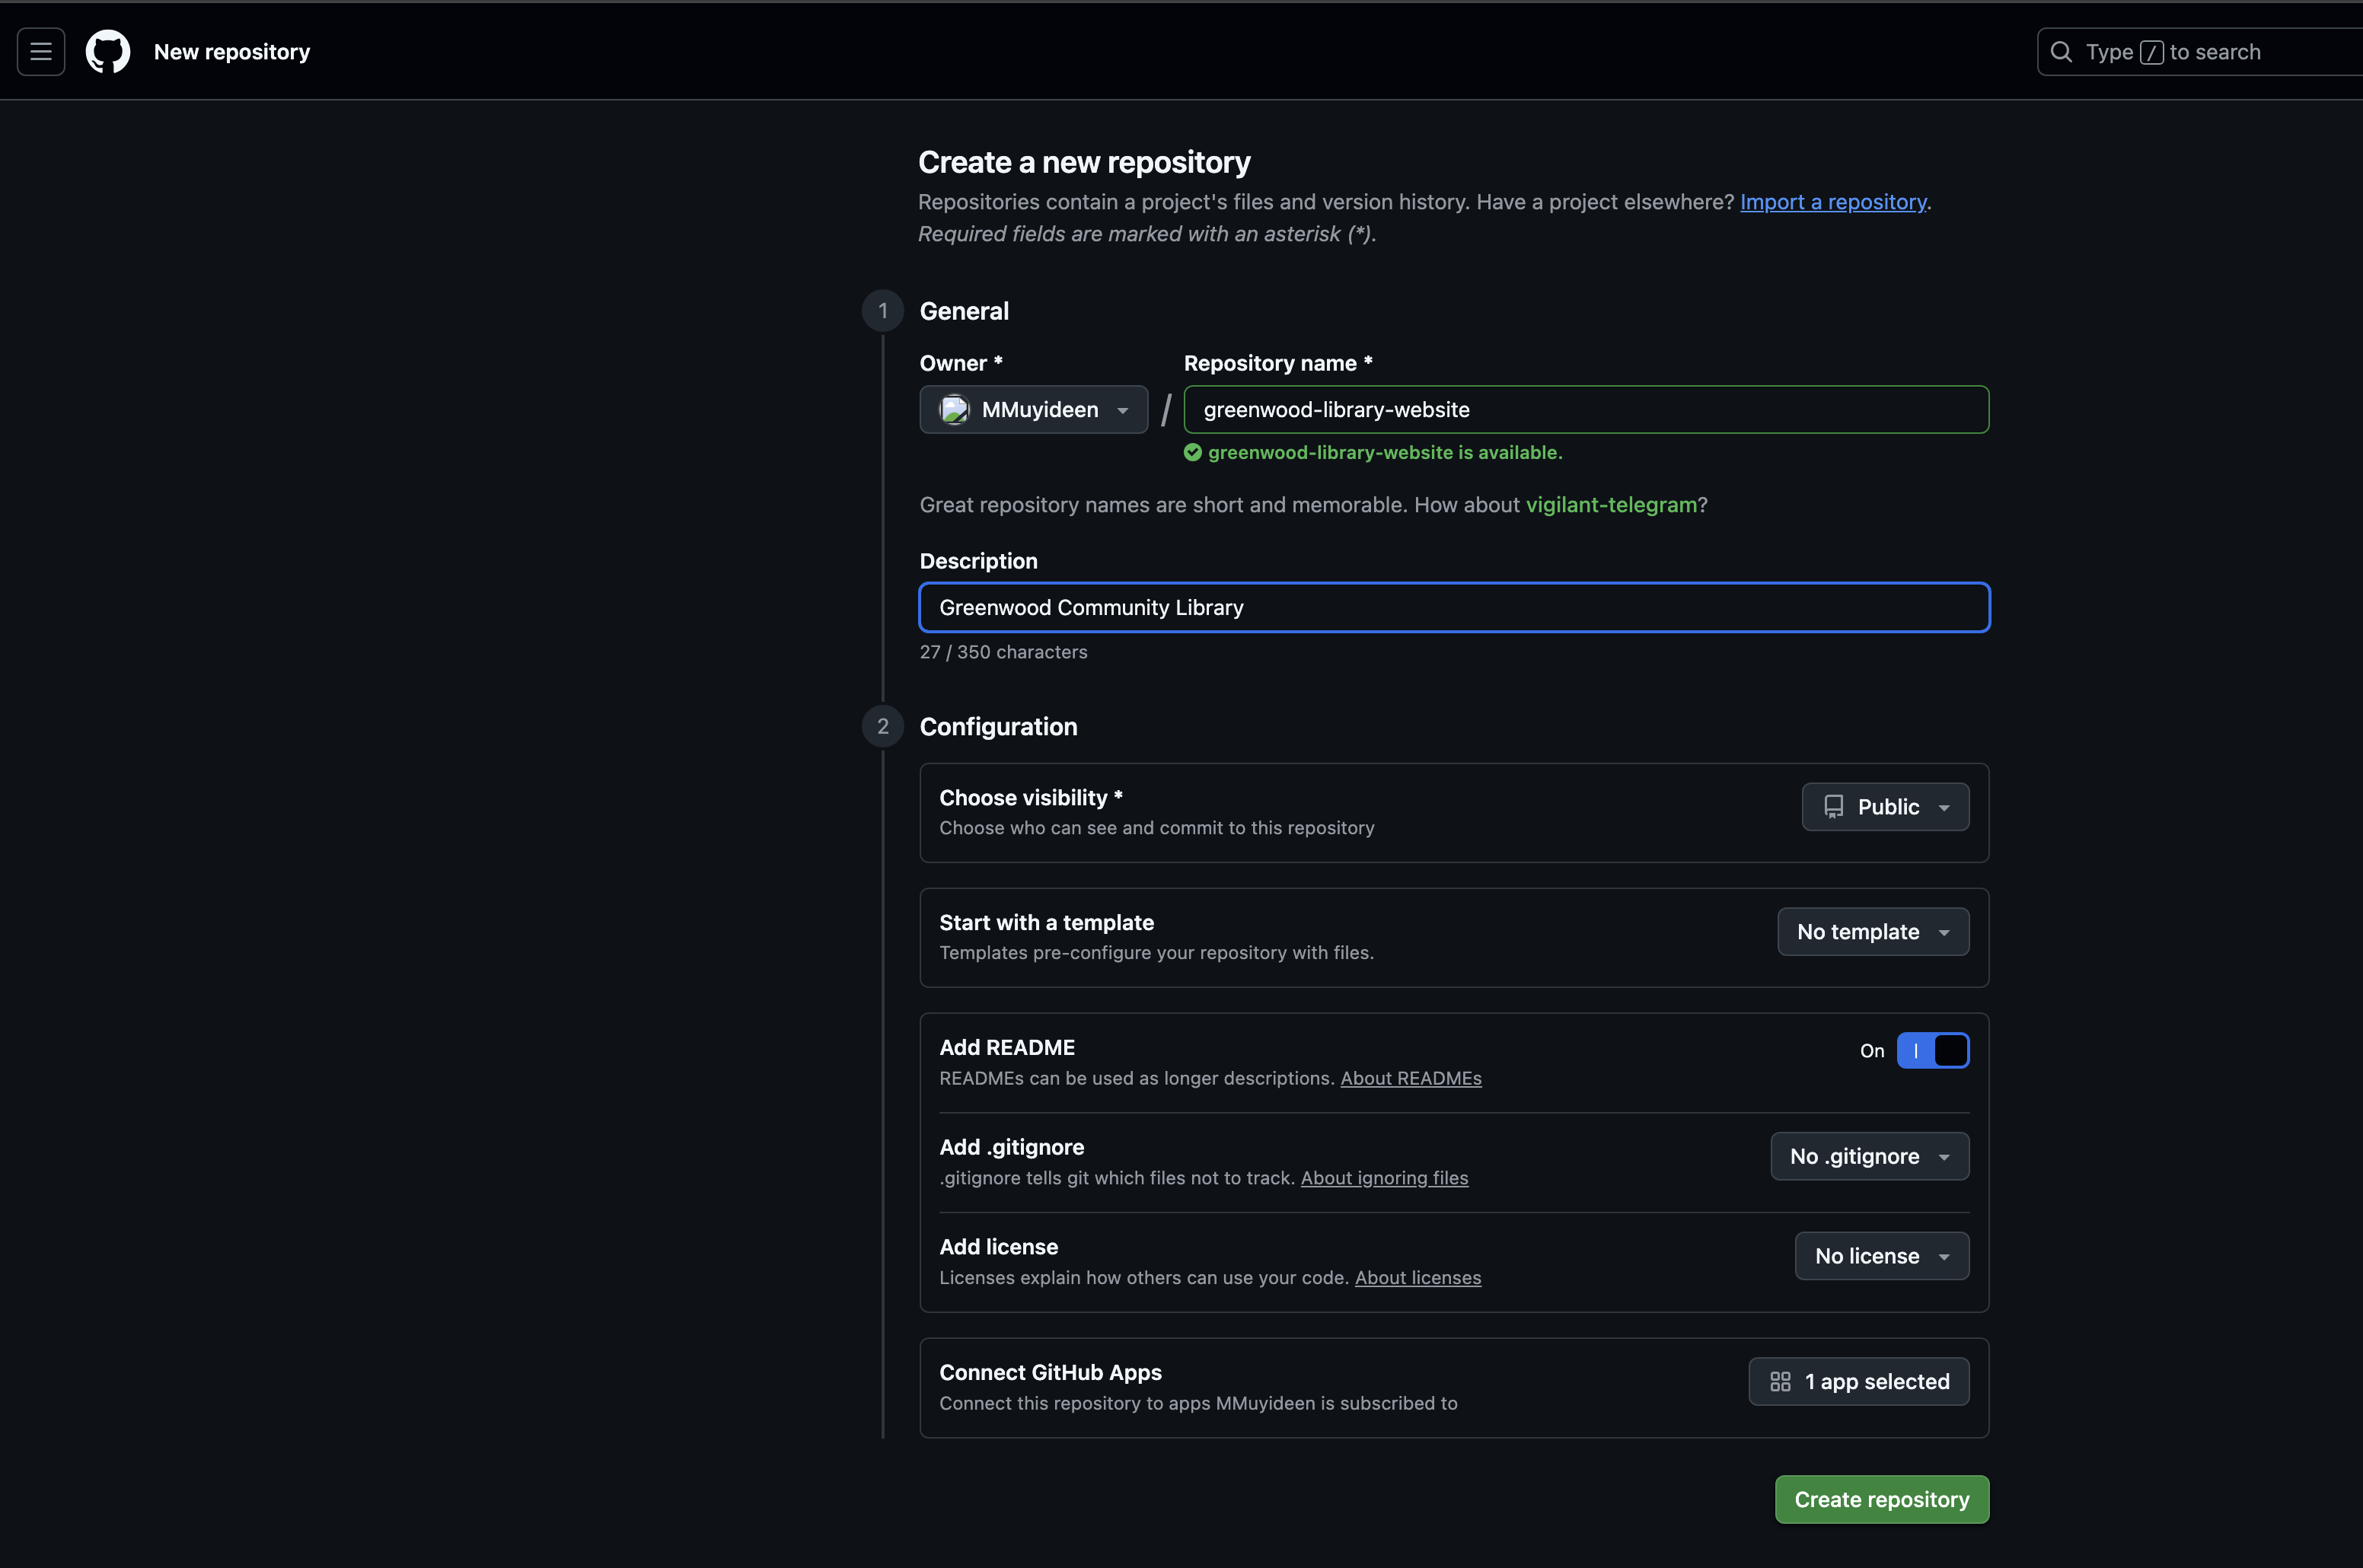 New repository
Type / to search
Create a new repository
Repositories contain a project's files and version history. Have a project elsewhere? Import a repository.
Required fields are marked with an asterisk (*).
1 General
Owner * Repository name *
MMuyideen / greenwood-library-website
greenwood-library-website is available.
Great repository names are short and memorable. How about vigilant-telegram?
Description
Greenwood Community Library
27 / 350 characters
2 Configuration
Choose visibility *
Public
Choose who can see and commit to this repository
Start with a template
No template
Templates pre-configure your repository with files.
Add README
On
READMEs can be used as longer descriptions. About READMEs
Add .gitignore
No .gitignore
.gitignore tells git which files not to track. About ignoring files
Add license
No license
Licenses explain how others can use your code. About licenses
Connect GitHub Apps
1 app selected
Connect this repository to apps MMuyideen is subscribed to
Create repository